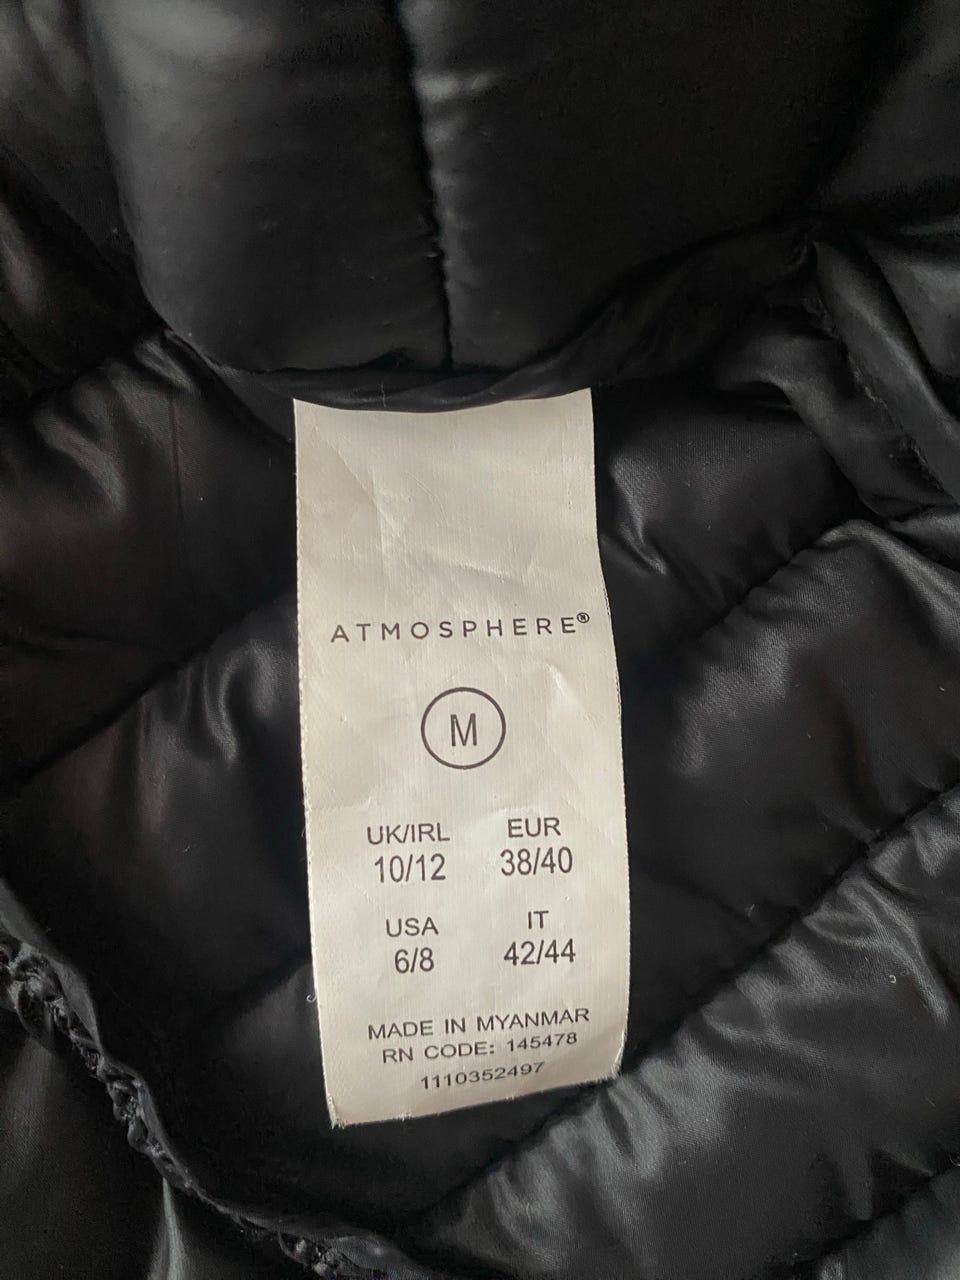 ATMOSPHERE®
M
UK/IRL EUR
10/12 38/40
USA IT
6/8 42/44
MADE IN MYANMAR
RN CODE: 145478
1110352497